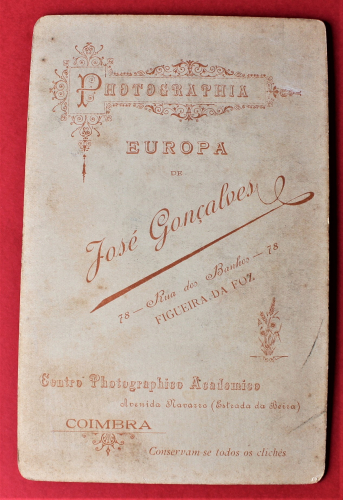 PHOTOGRAPHIA
EUROPA
DE
José Gonçalves
78 — Rua dos Banhos — 78
FIGUEIRA DA FOZ
Centro Photographico Academico
Avenida Navarro (Estrada da Beira)
COIMBRA
Conservam-se todos os clichés